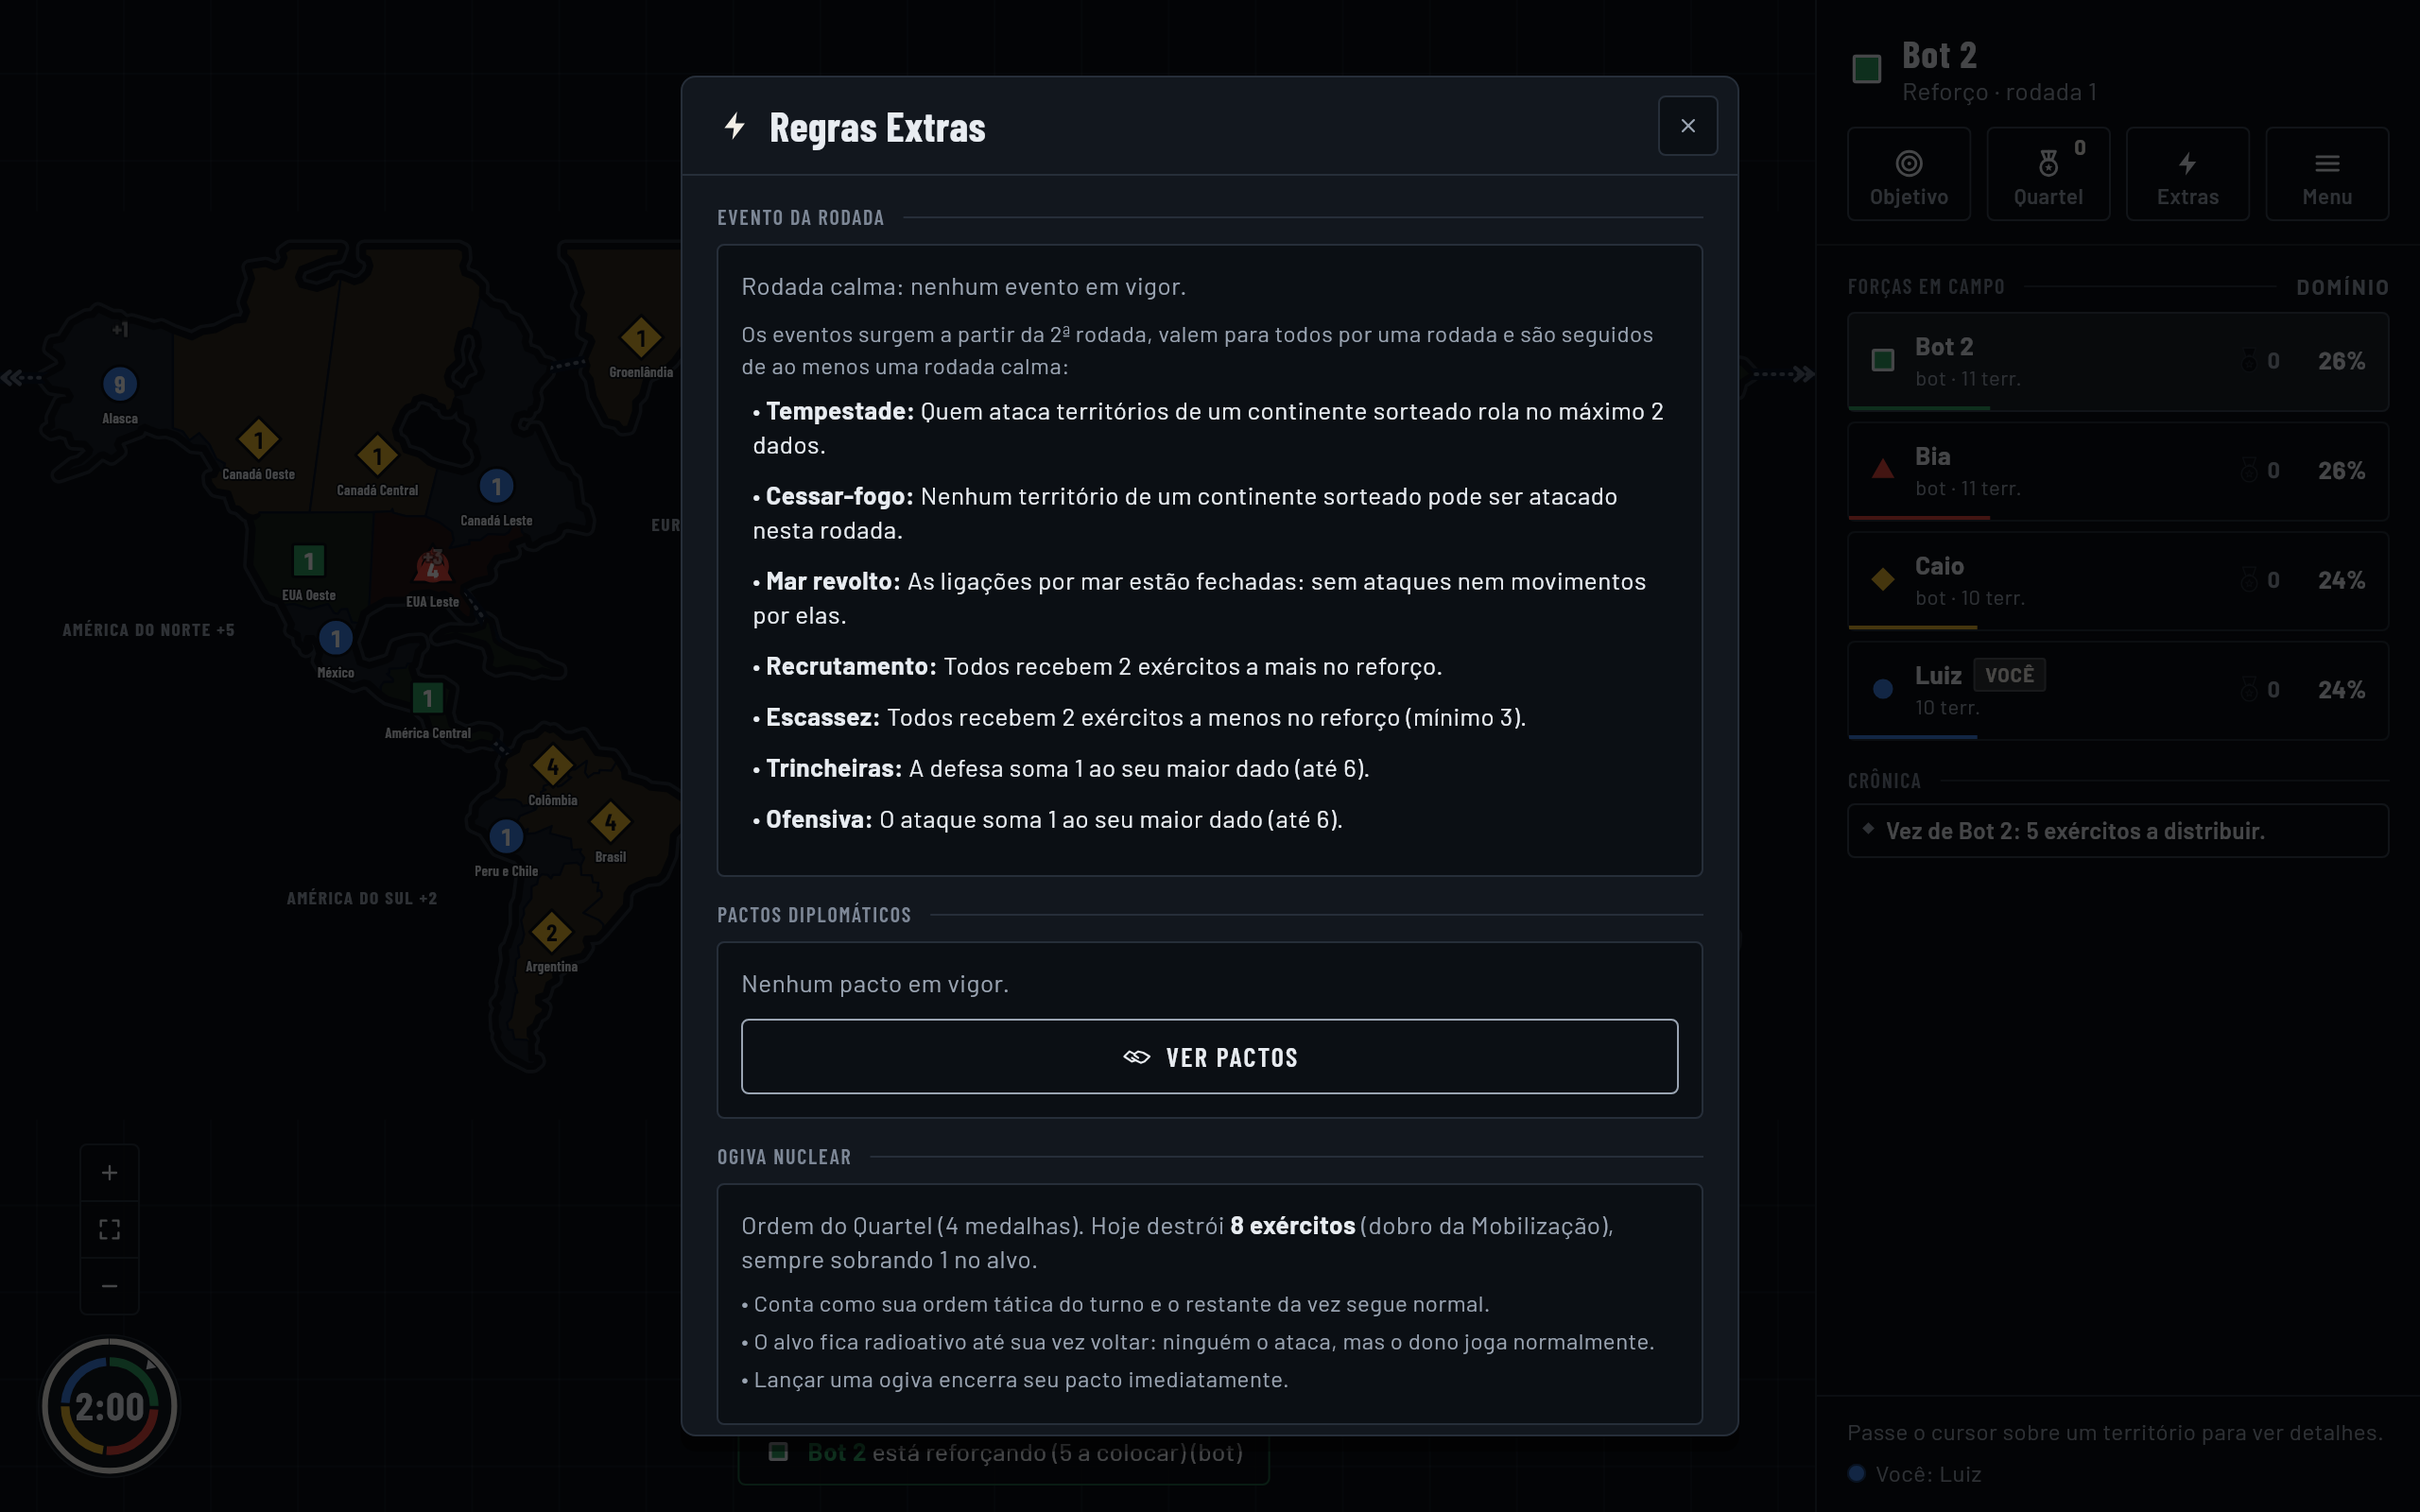 Regras Extras
EVENTO DA RODADA
Rodada calma: nenhum evento em vigor.
Os eventos surgem a partir da 2ª rodada, valem para todos por uma rodada e são seguidos
de ao menos uma rodada calma:
• Tempestade: Quem ataca territórios de um continente sorteado rola no máximo 2
dados.
• Cessar-fogo: Nenhum território de um continente sorteado pode ser atacado
nesta rodada.
• Mar revolto: As ligações por mar estão fechadas: sem ataques nem movimentos
por elas.
• Recrutamento: Todos recebem 2 exércitos a mais no reforço.
• Escassez: Todos recebem 2 exércitos a menos no reforço (mínimo 3).
• Trincheiras: A defesa soma 1 ao seu maior dado (até 6).
• Ofensiva: O ataque soma 1 ao seu maior dado (até 6).
PACTOS DIPLOMÁTICOS
Nenhum pacto em vigor.
VER PACTOS
OGIVA NUCLEAR
Ordem do Quartel (4 medalhas). Hoje destrói 8 exércitos (dobro da Mobilização),
sempre sobrando 1 no alvo.
• Conta como sua ordem tática do turno e o restante da vez segue normal.
• O alvo fica radioativo até sua vez voltar: ninguém o ataca, mas o dono joga normalmente.
• Lançar uma ogiva encerra seu pacto imediatamente.
+1
9
Alasca
1
Canadá Oeste
1
Canadá Central
1
Canadá Leste
1
Groenlândia
EUR
1
EUA Oeste
+3
4
EUA Leste
AMÉRICA DO NORTE +5
1
México
1
América Central
4
Colômbia
4
Brasil
1
Peru e Chile
AMÉRICA DO SUL +2
2
Argentina
+
−
2:00
Bot 2 está reforçando (5 a colocar) (bot)
Bot 2
Reforço · rodada 1
Objetivo
0
Quartel
Extras
Menu
FORÇAS EM CAMPO
DOMÍNIO
Bot 2
bot · 11 terr.
0
26%
Bia
bot · 11 terr.
0
26%
Caio
bot · 10 terr.
0
24%
Luiz VOCÊ
10 terr.
0
24%
CRÔNICA
Vez de Bot 2: 5 exércitos a distribuir.
Passe o cursor sobre um território para ver detalhes.
Você: Luiz